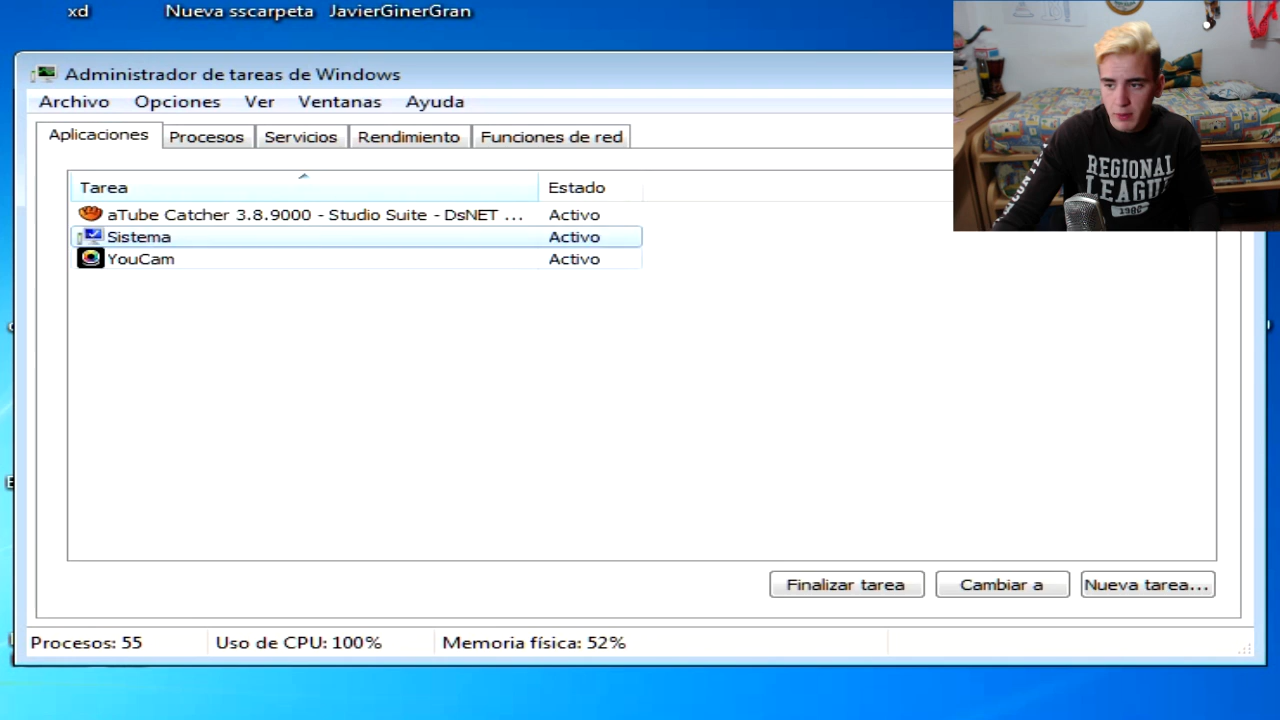 xd Nueva sscarpeta JavierGinerGran
Administrador de tareas de Windows
Archivo Opciones Ver Ventanas Ayuda
Aplicaciones Procesos Servicios Rendimiento Funciones de red
Tarea Estado
aTube Catcher 3.8.9000 - Studio Suite - DsNET ... Activo
Sistema Activo
YouCam Activo
Finalizar tarea Cambiar a Nueva tarea...
Procesos: 55 Uso de CPU: 100% Memoria física: 52%
REGIONAL
LEAGUE
1986